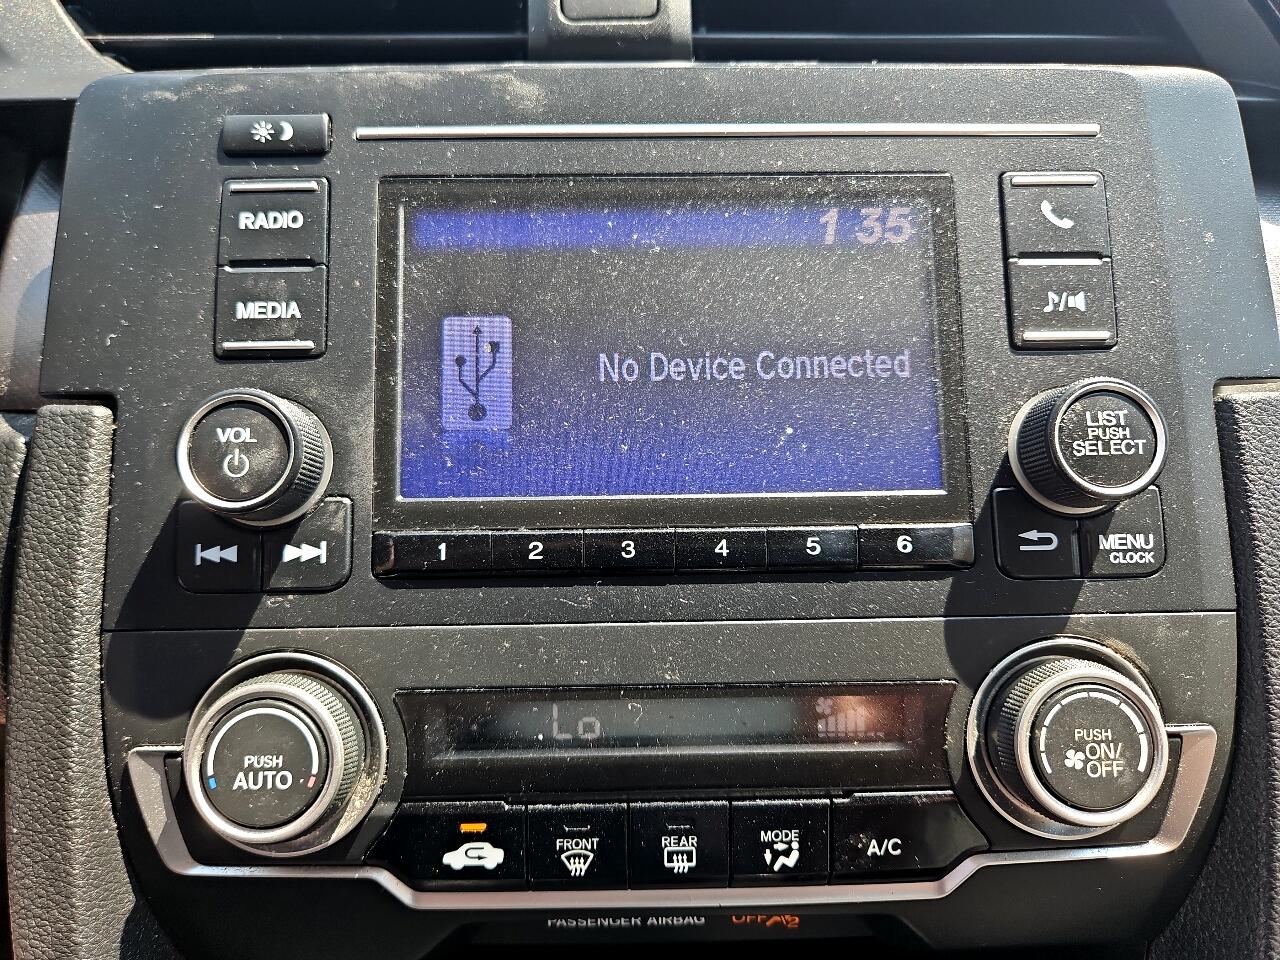 1 35
RADIO
MEDIA
No Device Connected
VOL
LIST
PUSH
SELECT
1 2 3 4 5 6
MENU
CLOCK
Lo
PUSH
AUTO
PUSH
ON/
OFF
FRONT
REAR
MODE
A/C
PASSENGER AIRBAG OFF